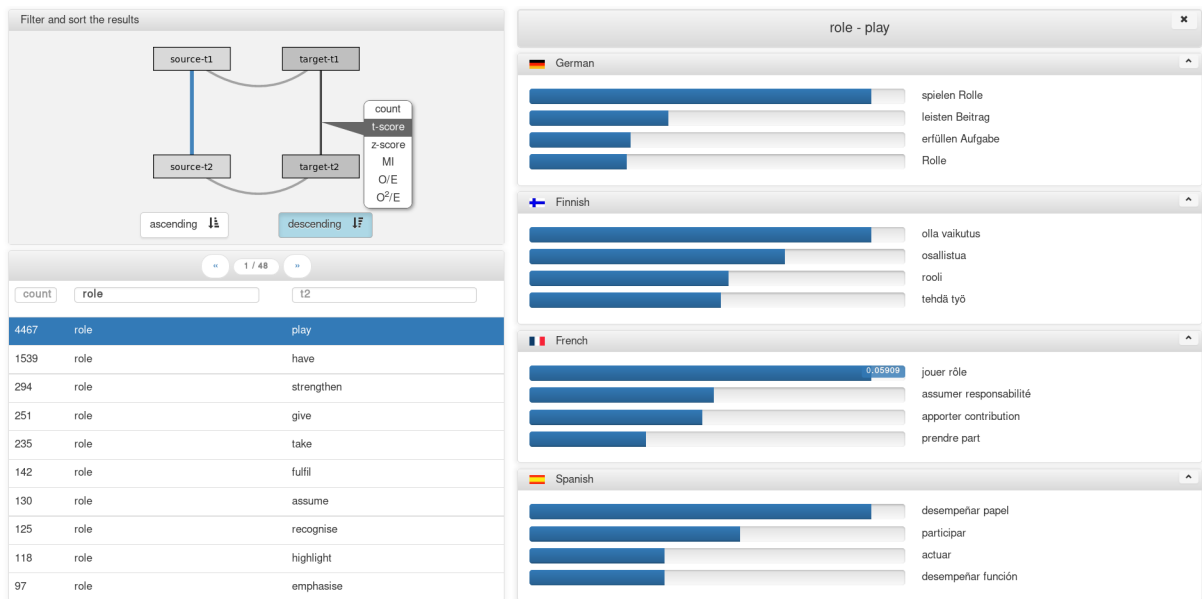 Filter and sort the results
source-t1
target-t1
count
t-score
z-score
MI
O/E
O²/E
source-t2
target-t2
ascending
descending
« 1 / 48 »
count role t2
4467 role play
1539 role have
294 role strengthen
251 role give
235 role take
142 role fulfil
130 role assume
125 role recognise
118 role highlight
97 role emphasise
role - play
German
spielen Rolle
leisten Beitrag
erfüllen Aufgabe
Rolle
Finnish
olla vaikutus
osallistua
rooli
tehdä työ
French
0.05909 jouer rôle
assumer responsabilité
apporter contribution
prendre part
Spanish
desempeñar papel
participar
actuar
desempeñar función